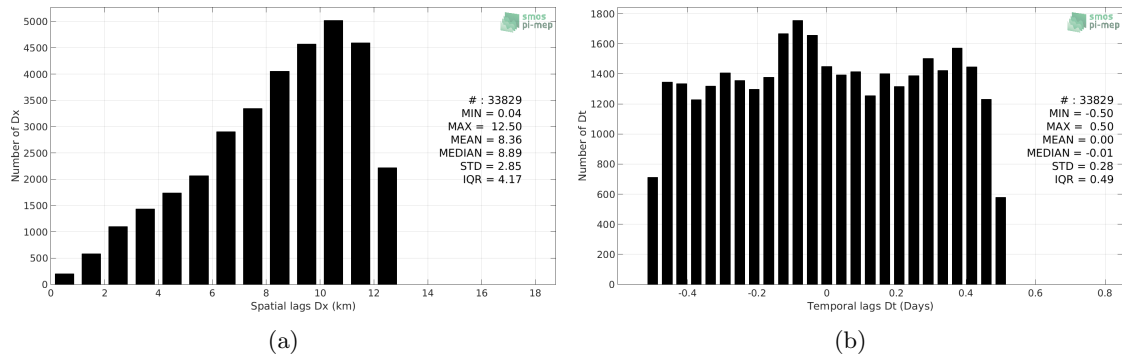 smos
pi-mep
5000
4500
4000
3500
3000
2500
2000
1500
1000
500
0
Number of Dx
# : 33829
MIN = 0.04
MAX = 12.50
MEAN = 8.36
MEDIAN = 8.89
STD = 2.85
IQR = 4.17
0 2 4 6 8 10 12 14 16 18
Spatial lags Dx (km)
(a)
smos
pi-mep
1800
1600
1400
1200
1000
800
600
400
200
0
Number of Dt
# : 33829
MIN = -0.50
MAX = 0.50
MEAN = 0.00
MEDIAN = -0.01
STD = 0.28
IQR = 0.49
-0.4 -0.2 0 0.2 0.4 0.6 0.8
Temporal lags Dt (Days)
(b)